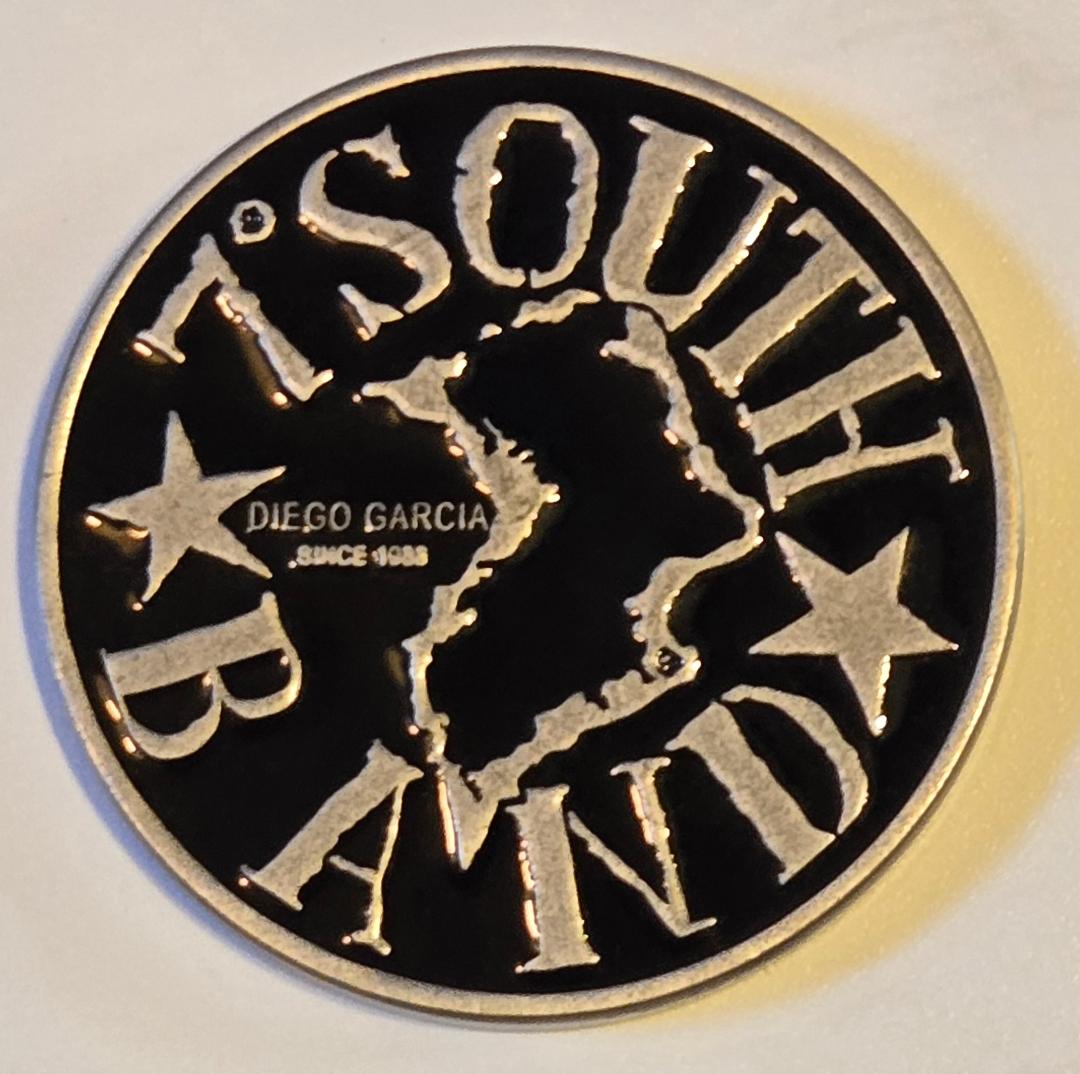 7° SOUTH
DIEGO GARCIA
SINCE
BAND